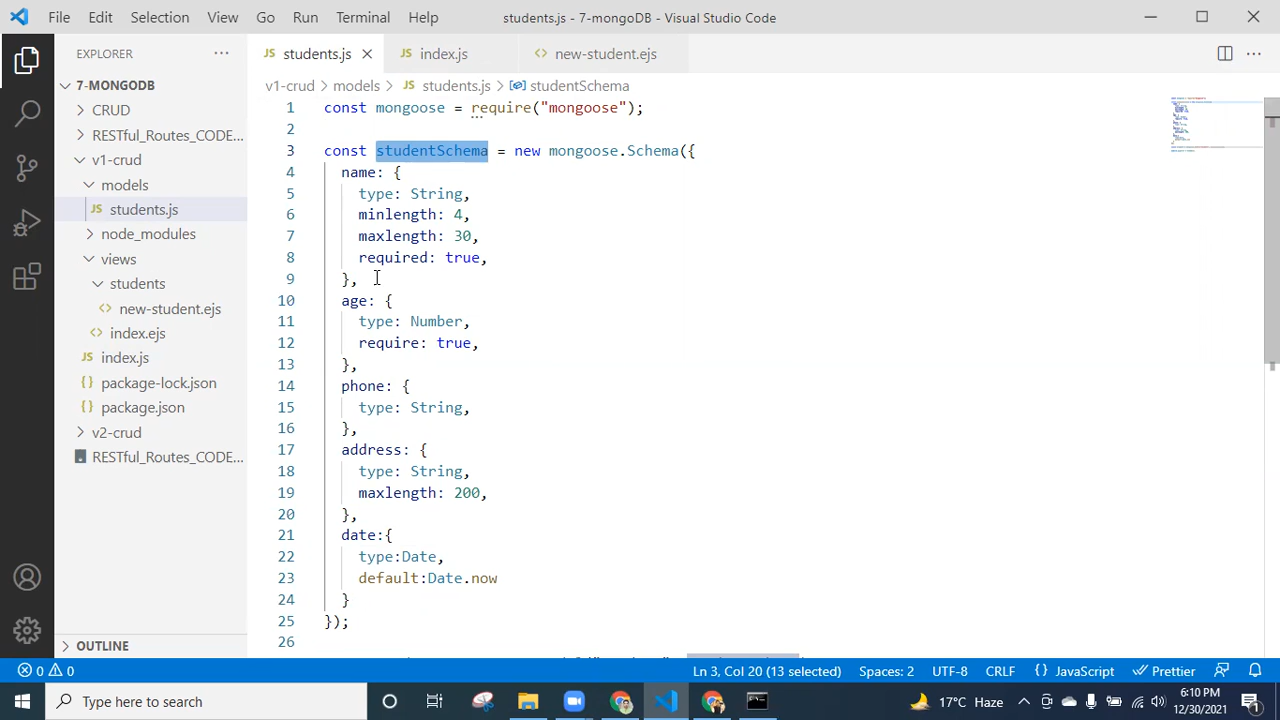 File Edit Selection View Go Run Terminal Help students.js - 7-mongoDB - Visual Studio Code
EXPLORER ···
7-MONGODB
CRUD
RESTful_Routes_CODE...
v1-crud
models
JS students.js
node_modules
views
students
<> new-student.ejs
<> index.ejs
JS index.js
{} package-lock.json
{} package.json
v2-crud
RESTful_Routes_CODE...
OUTLINE
JS students.js JS index.js <> new-student.ejs
v1-crud > models > JS students.js > studentSchema
1 const mongoose = require("mongoose");
2
3 const studentSchema = new mongoose.Schema({
4 name: {
5 type: String,
6 minlength: 4,
7 maxlength: 30,
8 required: true,
9 },
10 age: {
11 type: Number,
12 require: true,
13 },
14 phone: {
15 type: String,
16 },
17 address: {
18 type: String,
19 maxlength: 200,
20 },
21 date:{
22 type:Date,
23 default:Date.now
24 }
25 });
26
0 0 Ln 3, Col 20 (13 selected) Spaces: 2 UTF-8 CRLF {} JavaScript Prettier
Type here to search 17°C Haze 6:10 PM
12/30/2021